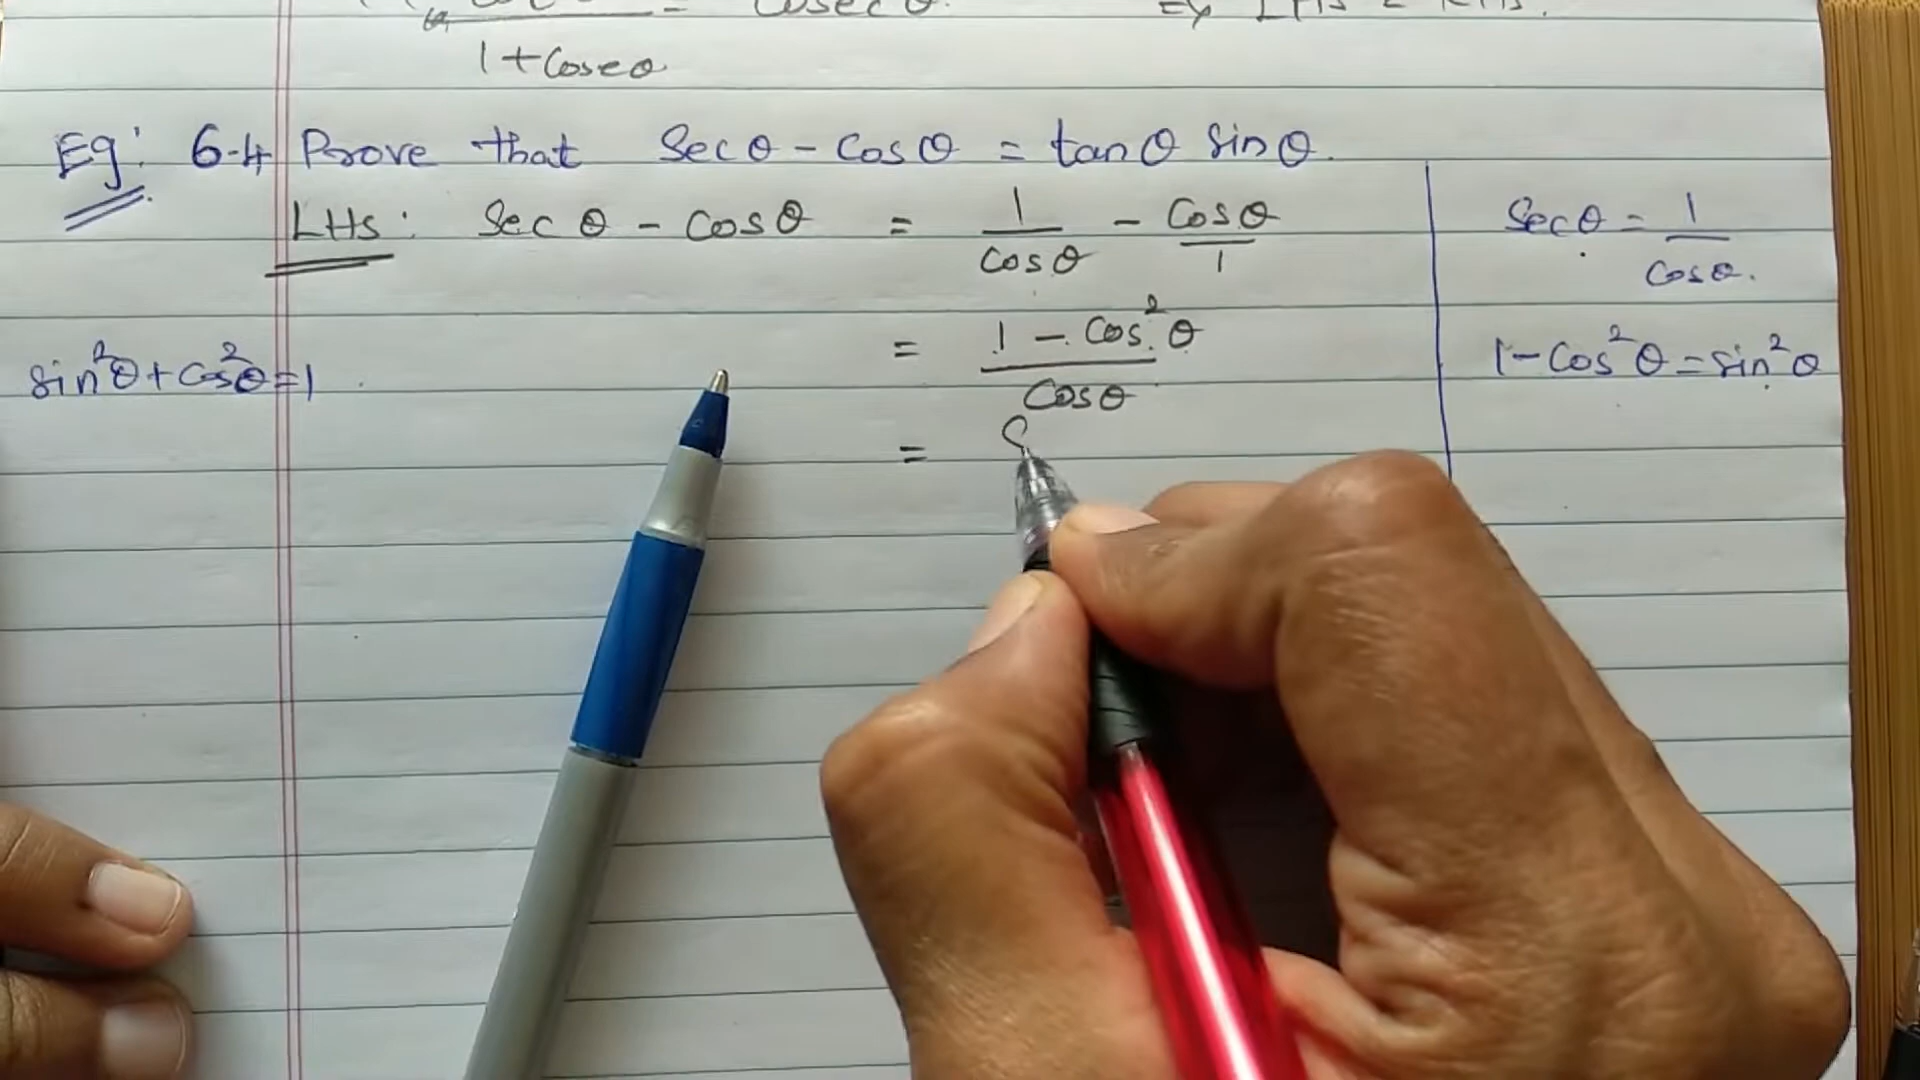 1 + Cosecθ
Eg: 6.4 Prove that Secθ - Cosθ = tanθ sinθ.
LHS: Secθ - Cosθ = 1/Cosθ - Cosθ/1
= (1 - Cos²θ)/Cosθ
=
Secθ = 1/Cosθ.
1 - Cos²θ = Sin²θ
Sin²θ + Cos²θ = 1